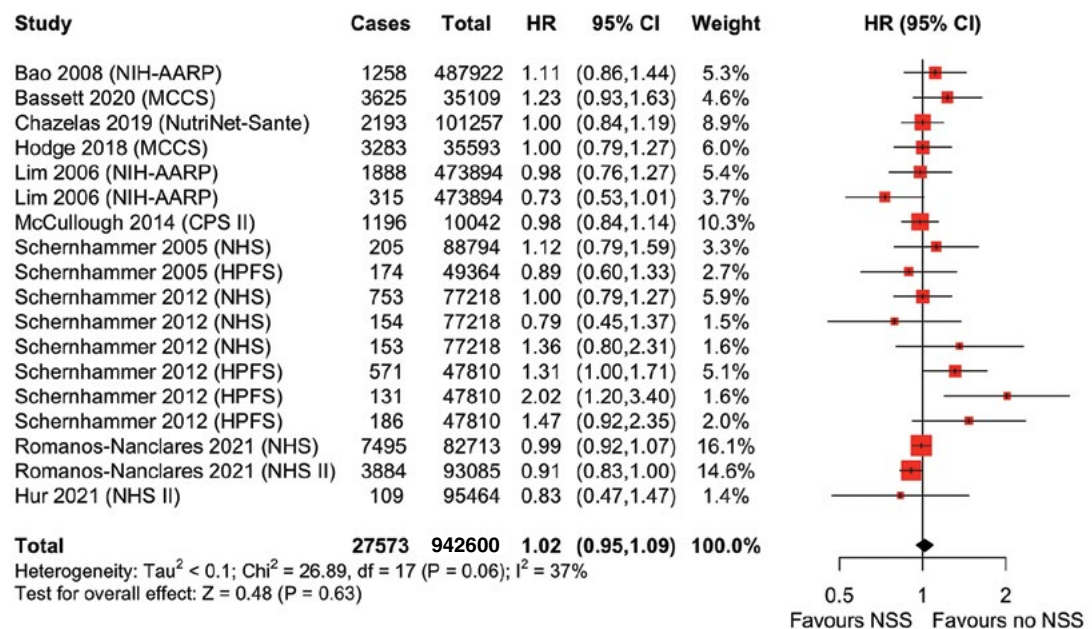 Study Cases Total HR 95% CI Weight HR (95% CI)
Bao 2008 (NIH-AARP) 1258 487922 1.11 (0.86,1.44) 5.3%
Bassett 2020 (MCCS) 3625 35109 1.23 (0.93,1.63) 4.6%
Chazelas 2019 (NutriNet-Sante) 2193 101257 1.00 (0.84,1.19) 8.9%
Hodge 2018 (MCCS) 3283 35593 1.00 (0.79,1.27) 6.0%
Lim 2006 (NIH-AARP) 1888 473894 0.98 (0.76,1.27) 5.4%
Lim 2006 (NIH-AARP) 315 473894 0.73 (0.53,1.01) 3.7%
McCullough 2014 (CPS II) 1196 10042 0.98 (0.84,1.14) 10.3%
Schernhammer 2005 (NHS) 205 88794 1.12 (0.79,1.59) 3.3%
Schernhammer 2005 (HPFS) 174 49364 0.89 (0.60,1.33) 2.7%
Schernhammer 2012 (NHS) 753 77218 1.00 (0.79,1.27) 5.9%
Schernhammer 2012 (NHS) 154 77218 0.79 (0.45,1.37) 1.5%
Schernhammer 2012 (NHS) 153 77218 1.36 (0.80,2.31) 1.6%
Schernhammer 2012 (HPFS) 571 47810 1.31 (1.00,1.71) 5.1%
Schernhammer 2012 (HPFS) 131 47810 2.02 (1.20,3.40) 1.6%
Schernhammer 2012 (HPFS) 186 47810 1.47 (0.92,2.35) 2.0%
Romanos-Nanclares 2021 (NHS) 7495 82713 0.99 (0.92,1.07) 16.1%
Romanos-Nanclares 2021 (NHS II) 3884 93085 0.91 (0.83,1.00) 14.6%
Hur 2021 (NHS II) 109 95464 0.83 (0.47,1.47) 1.4%
Total 27573 942600 1.02 (0.95,1.09) 100.0%
Heterogeneity: Tau² < 0.1; Chi² = 26.89, df = 17 (P = 0.06); I² = 37%
Test for overall effect: Z = 0.48 (P = 0.63)
0.5 1 2
Favours NSS Favours no NSS